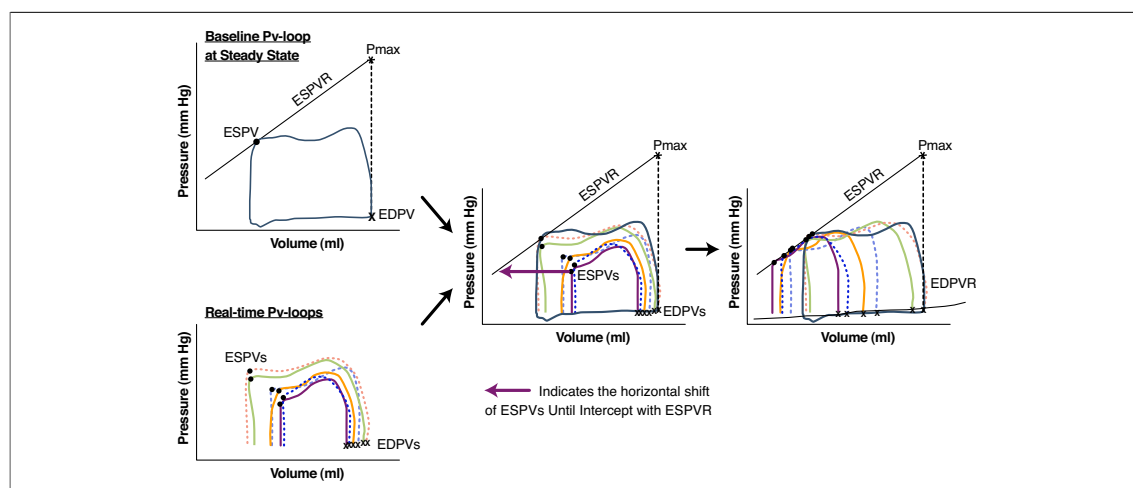 Baseline Pv-loop
at Steady State
Pmax
ESPVR
ESPV
EDPV
Pressure (mm Hg)
Volume (ml)
Real-time Pv-loops
ESPVs
EDPVs
Pressure (mm Hg)
Volume (ml)
Pmax
ESPVR
ESPVs
EDPVs
Pressure (mm Hg)
Volume (ml)
Indicates the horizontal shift
of ESPVs Until Intercept with ESPVR
Pmax
ESPVR
EDPVR
Pressure (mm Hg)
Volume (ml)